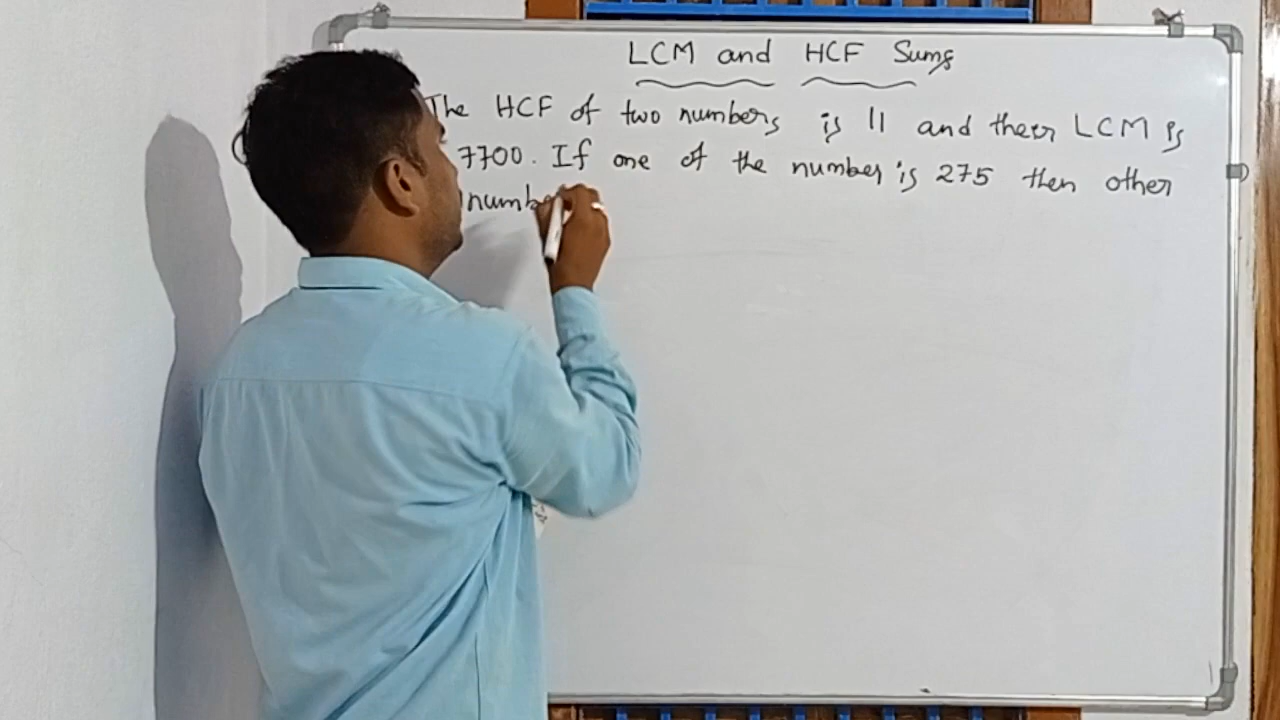 LCM and HCF Sums
The HCF of two numbers is 11 and their LCM is
7700. If one of the number is 275 then other
numbe